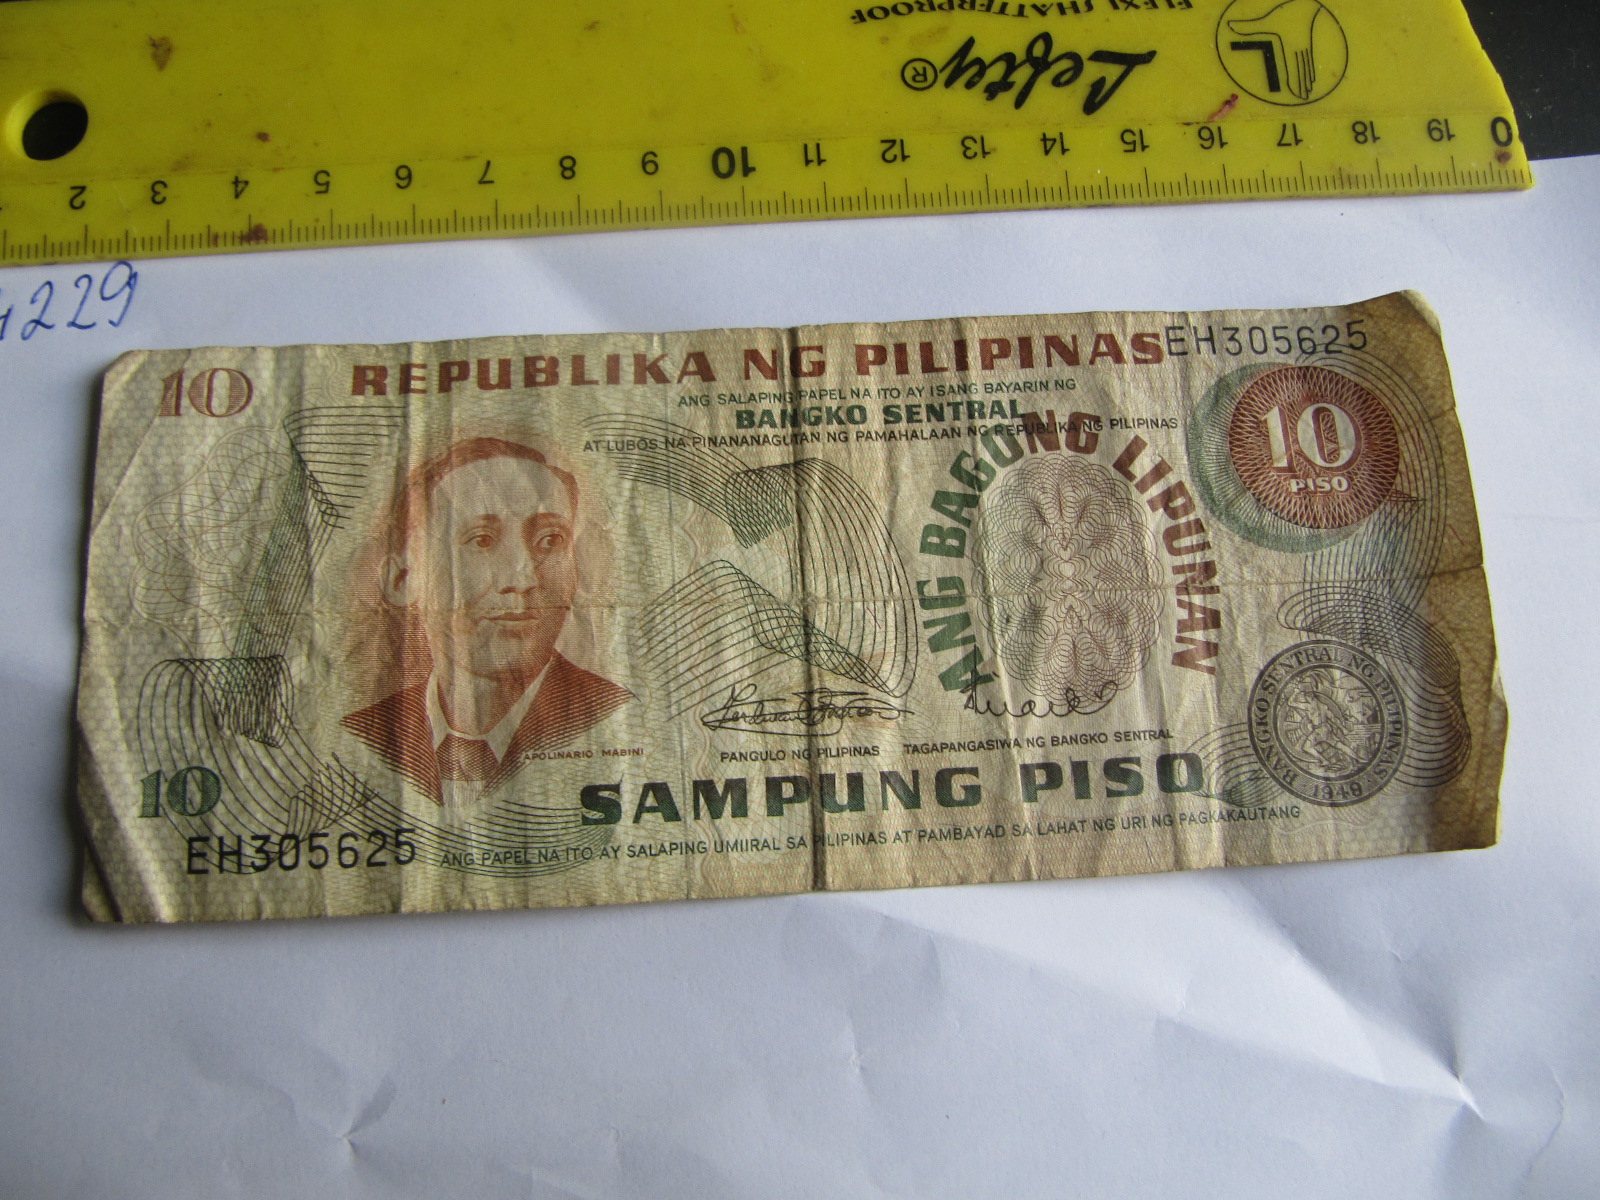 FLEXI SHATTERPROOF
Lefty®
L
2 3 4 5 6 7 8 9 10 11 12 13 14 15 16 17 18 19 0
229
10
REPUBLIKA NG PILIPINAS
EH305625
ANG SALAPING PAPEL NA ITO AY ISANG BAYARIN NG
BANGKO SENTRAL
AT LUBOS NA PINANANAGUTAN NG PAMAHALAAN NG REPUBLIKA NG PILIPINAS
10
PISO
ANG BAGONG LIPUNAN
APOLINARIO MABINI
PANGULO NG PILIPINAS
TAGAPANGASIWA NG BANGKO SENTRAL
BANGKO SENTRAL NG PILIPINAS
1949
10
SAMPUNG PISO
EH305625
ANG PAPEL NA ITO AY SALAPING UMIIRAL SA PILIPINAS AT PAMBAYAD SA LAHAT NG URI NG PAGKAKAUTANG